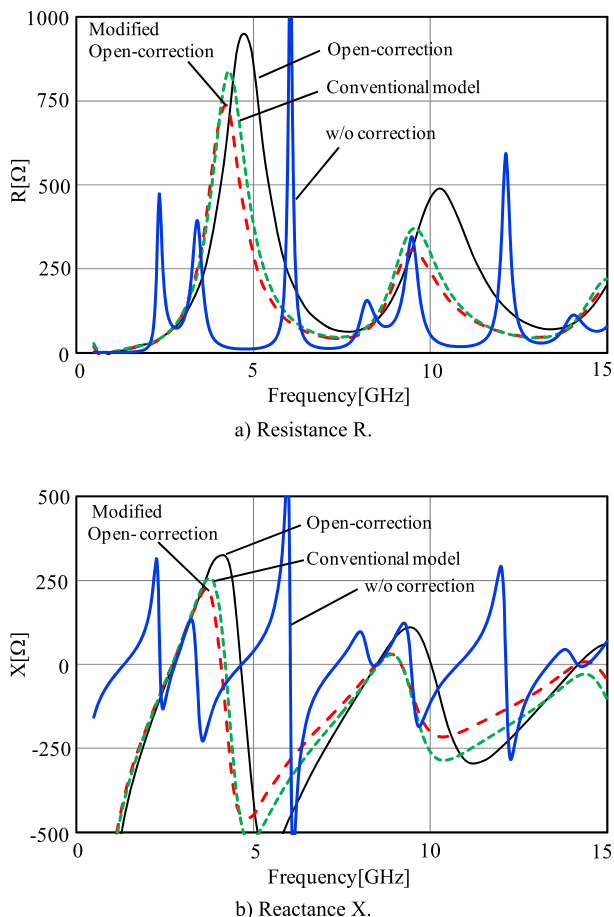 1000
750
500
250
0
R[Ω]
Modified
Open-correction
Open-correction
Conventional model
w/o correction
0
5
10
15
Frequency[GHz]
a) Resistance R.
500
250
0
-250
-500
X[Ω]
Modified
Open- correction
Open-correction
Conventional model
w/o correction
0
5
10
15
Frequency[GHz]
b) Reactance X.